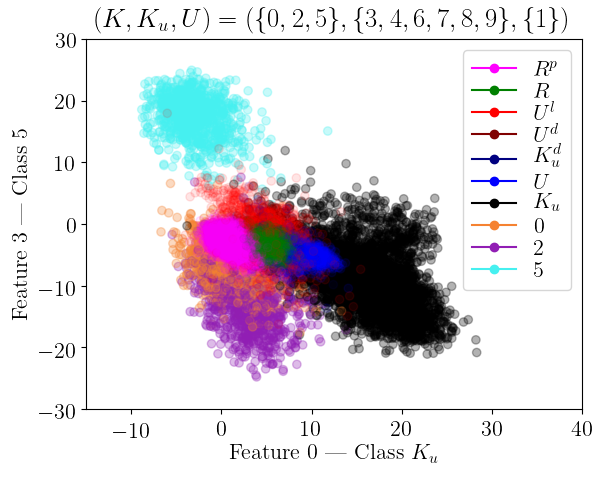 (K, K_u, U) = ({0, 2, 5}, {3, 4, 6, 7, 8, 9}, {1})
30
20
10
0
−10
−20
−30
Feature 3 — Class 5
R^p
R
U^l
U^d
K_u^d
U
K_u
0
2
5
−10
0
10
20
30
40
Feature 0 — Class K_u